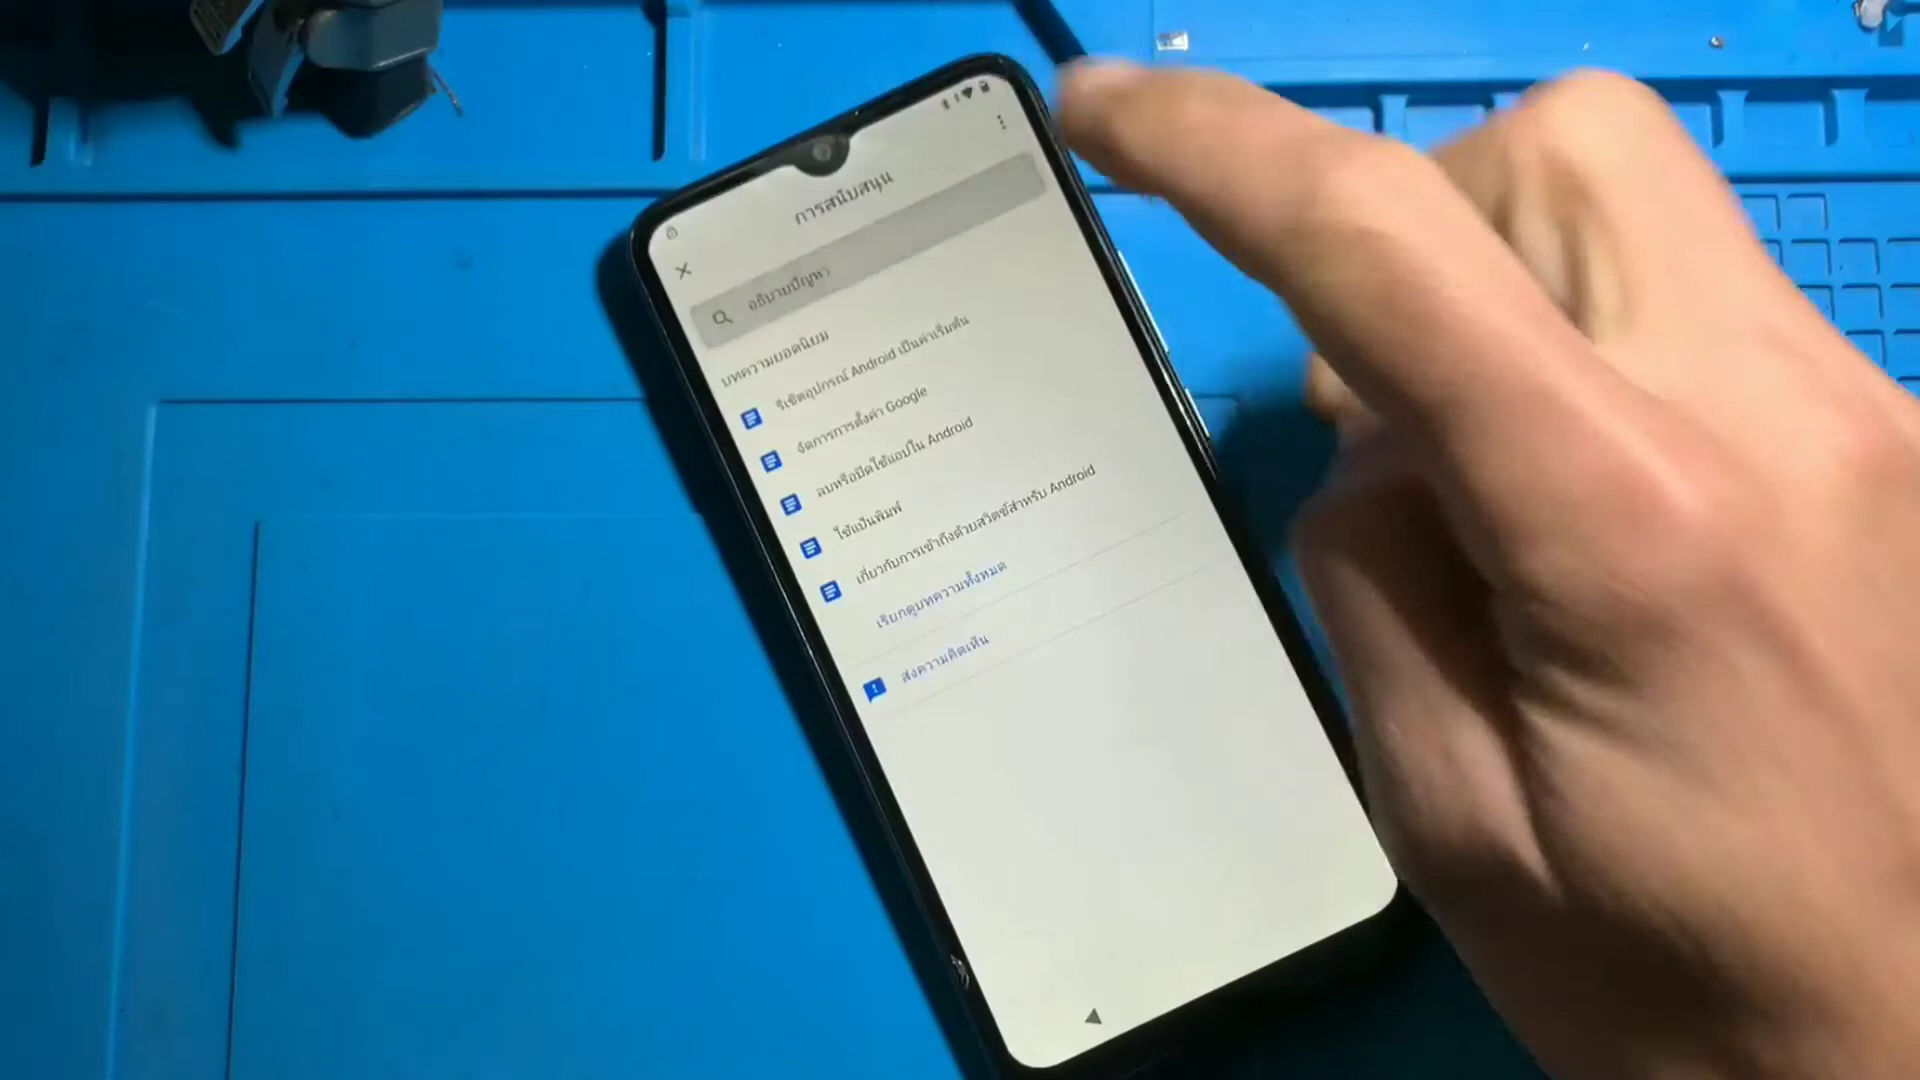 การสนับสนุน
อธิบายปัญหา
บทความยอดนิยม
รีเซ็ตอุปกรณ์ Android เป็นค่าเริ่มต้น
จัดการการตั้งค่า Google
ลบหรือปิดใช้แอปใน Android
ใช้แป้นพิมพ์
เกี่ยวกับการเข้าถึงด้วยสวิตช์สำหรับ Android
เรียกดูบทความทั้งหมด
ส่งความคิดเห็น